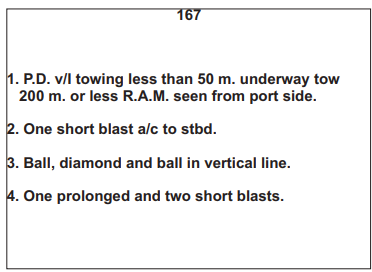 167
1. P.D. v/l towing less than 50 m. underway tow
200 m. or less R.A.M. seen from port side.
2. One short blast a/c to stbd.
3. Ball, diamond and ball in vertical line.
4. One prolonged and two short blasts.